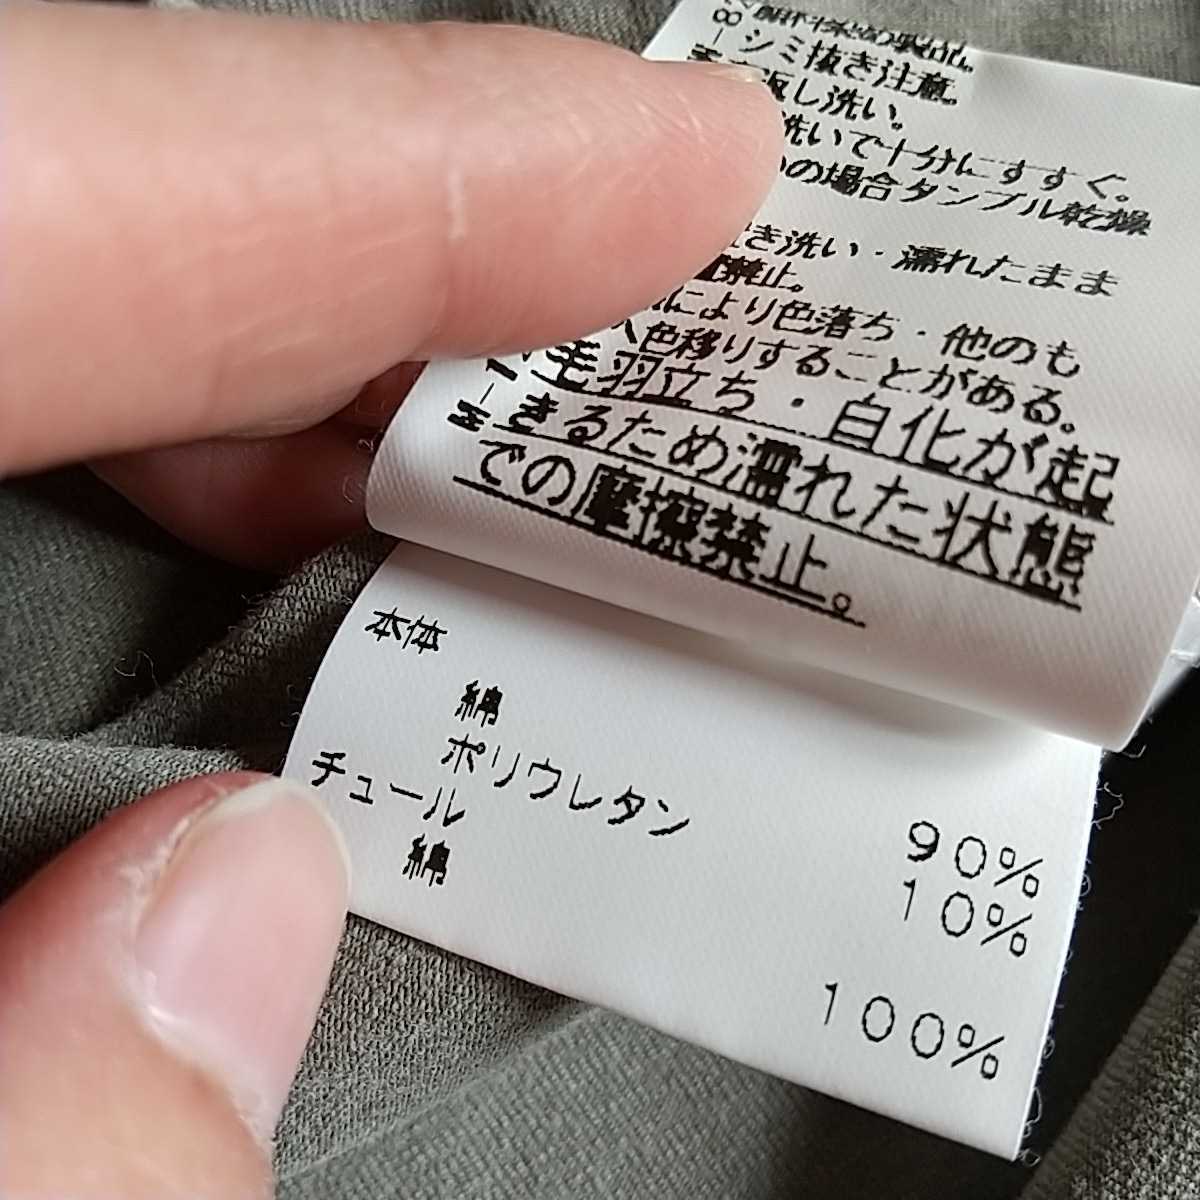 シミ抜き注意。
返し洗い。
洗いで十分にすすぐ。
の場合タンブル乾燥
き洗い・濡れたまま
禁止。
により色落ち・他のも
色移りすることがある。
毛羽立ち・白化が起
きるため濡れた状態
での摩擦禁止。
本体
綿 90%
ポリウレタン 10%
チュール
綿 100%